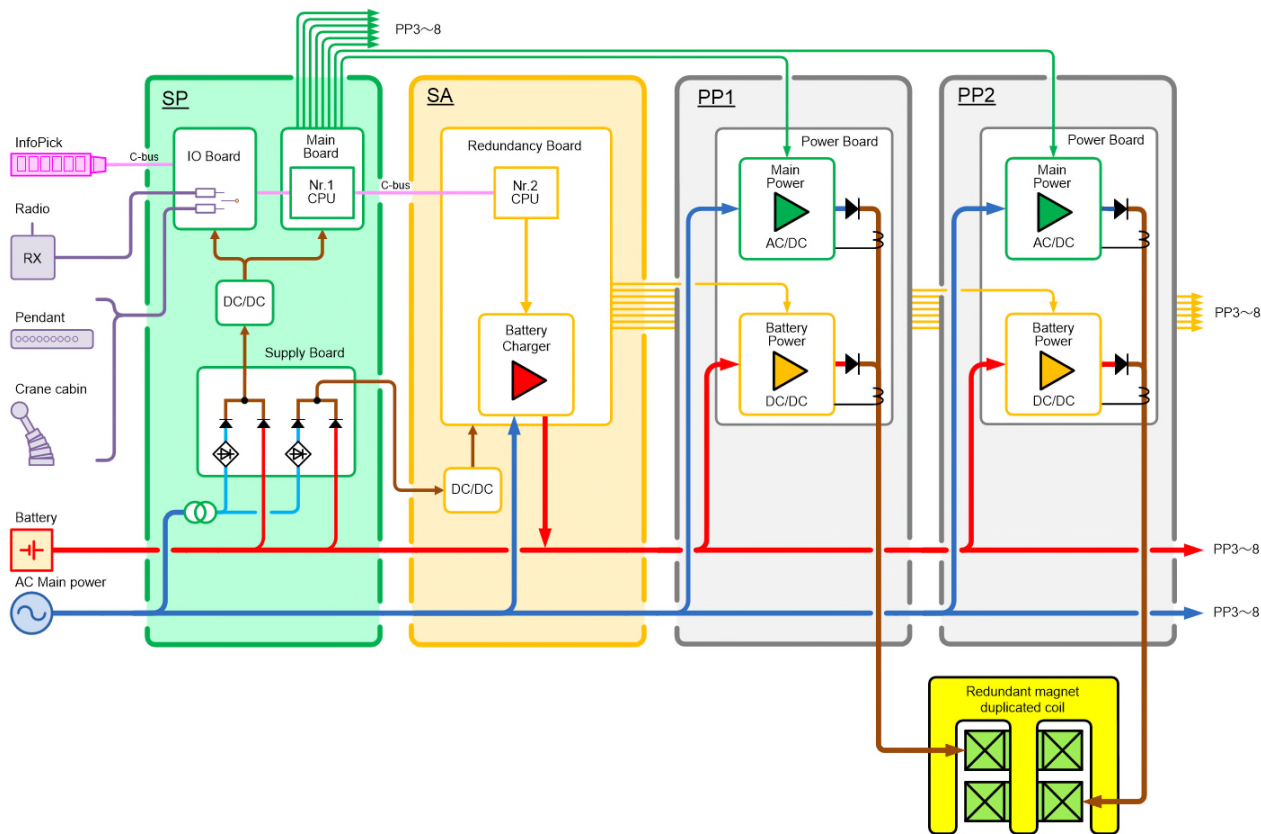 PP3～8
SP
SA
PP1
PP2
InfoPick
C-bus
IO Board
Main
Board
Nr.1
CPU
C-bus
Redundancy Board
Nr.2
CPU
Power Board
Main
Power
AC/DC
Power Board
Main
Power
AC/DC
Radio
RX
DC/DC
Pendant
Supply Board
Battery
Charger
Battery
Power
DC/DC
Battery
Power
DC/DC
PP3～8
Crane cabin
DC/DC
Battery
PP3～8
AC Main power
PP3～8
Redundant magnet
duplicated coil